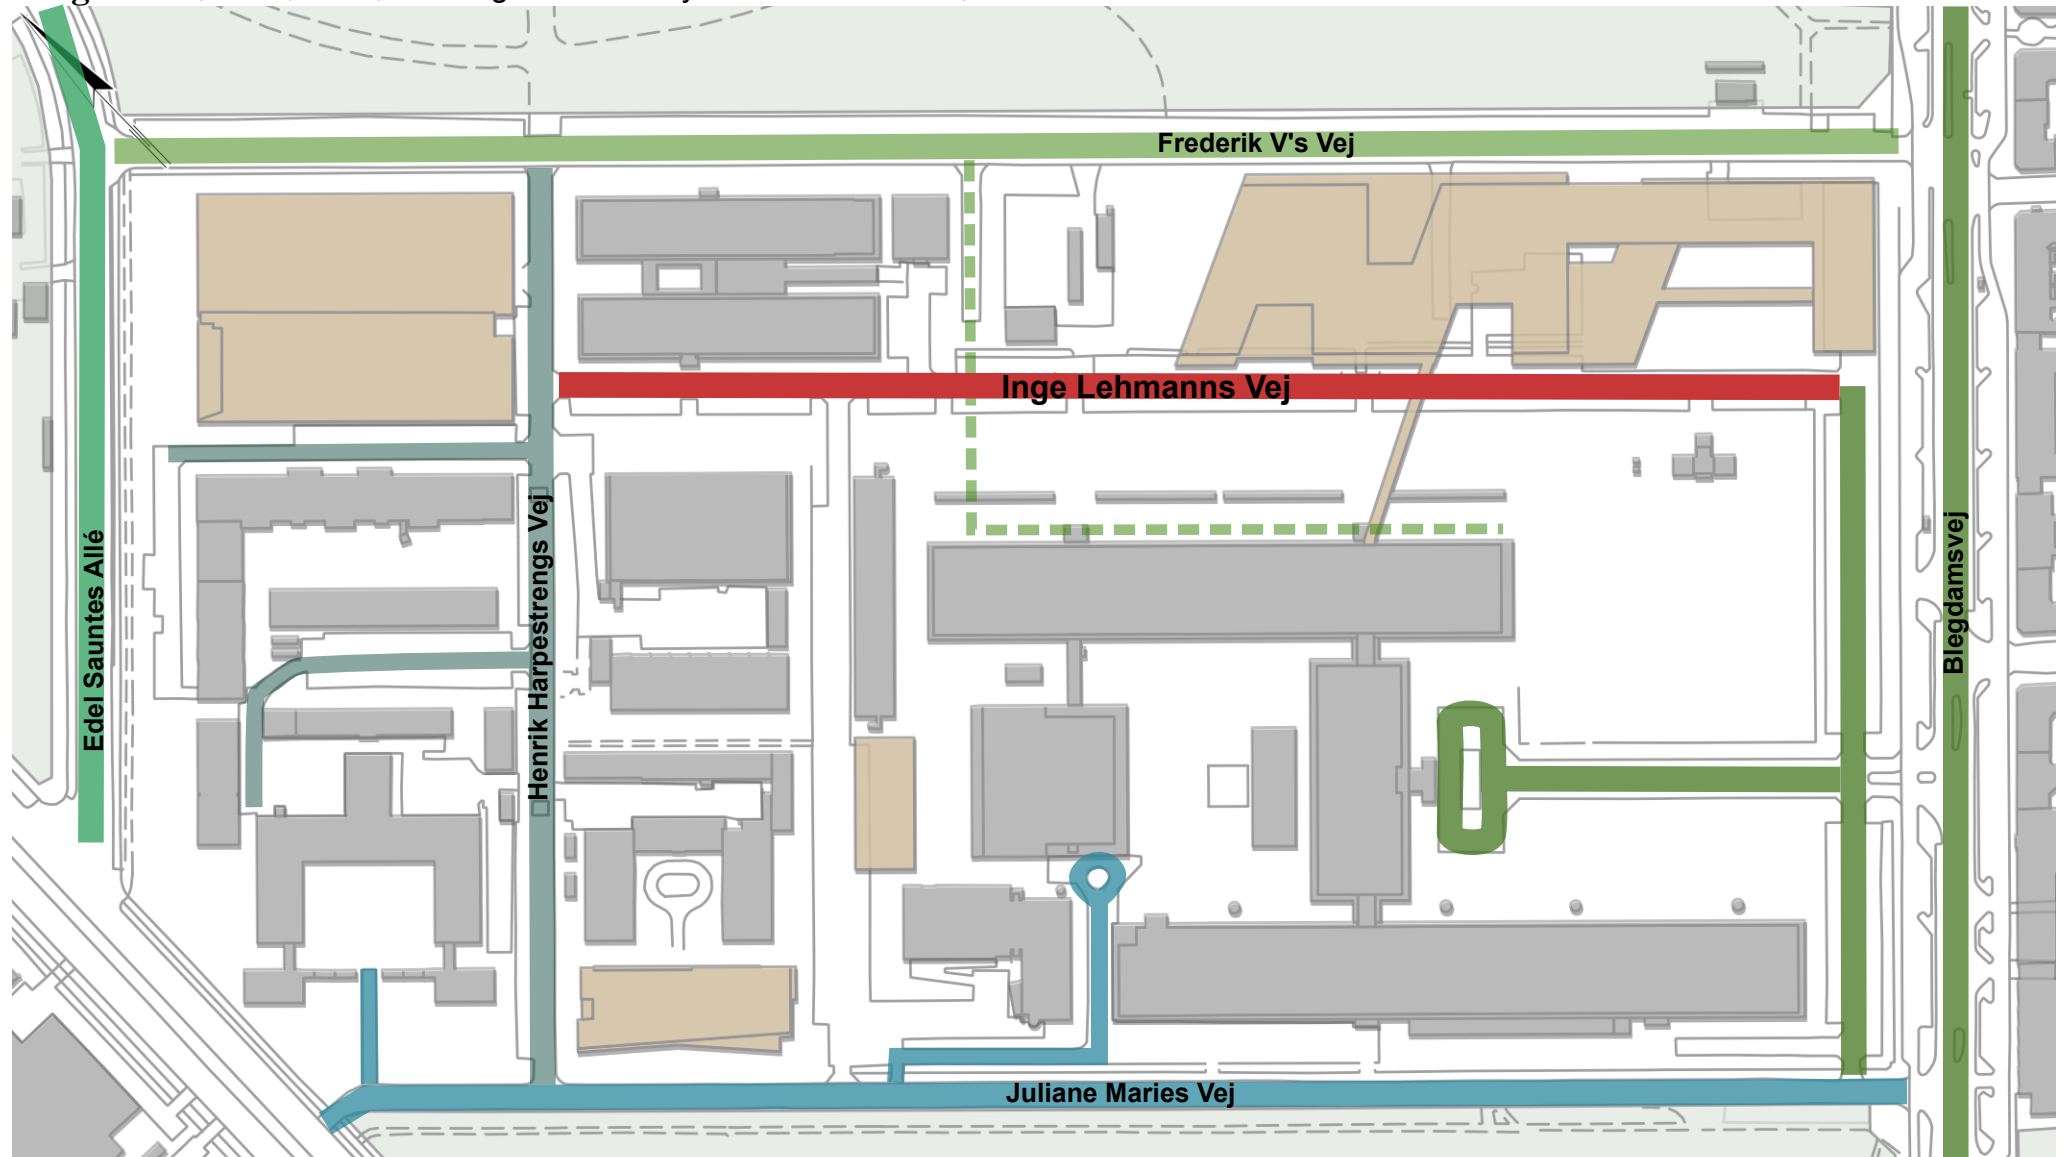 Frederik V's Vej
Inge Lehmanns Vej
Edel Sauntes Allé
Henrik Harpestrengs Vej
Blegdamsvej
Juliane Maries Vej